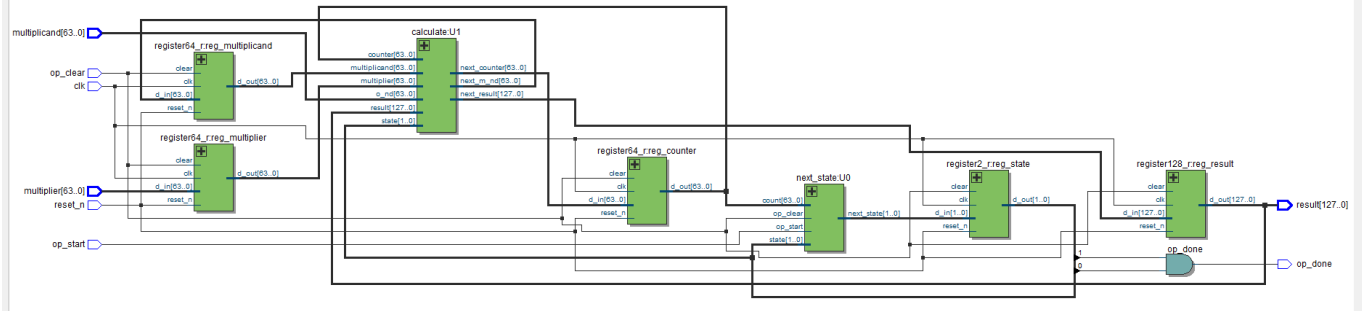 multiplicand[63..0]
op_clear
clk
multiplier[63..0]
reset_n
op_start
register64_r:reg_multiplicand
clear
clk
d_in[63..0]
reset_n
d_out[63..0]
register64_r:reg_multiplier
clear
clk
d_in[63..0]
reset_n
d_out[63..0]
calculate:U1
counter[63..0]
multiplicand[63..0]
multiplier[63..0]
o_nd[63..0]
result[127..0]
state[1..0]
next_counter[63..0]
next_m_nd[63..0]
next_result[127..0]
register64_r:reg_counter
clear
clk
d_in[63..0]
reset_n
d_out[63..0]
next_state:U0
count[63..0]
op_clear
op_start
state[1..0]
next_state[1..0]
register2_r:reg_state
clear
clk
d_in[1..0]
reset_n
d_out[1..0]
register128_r:reg_result
clear
clk
d_in[127..0]
reset_n
d_out[127..0]
1
0
op_done
result[127..0]
op_done